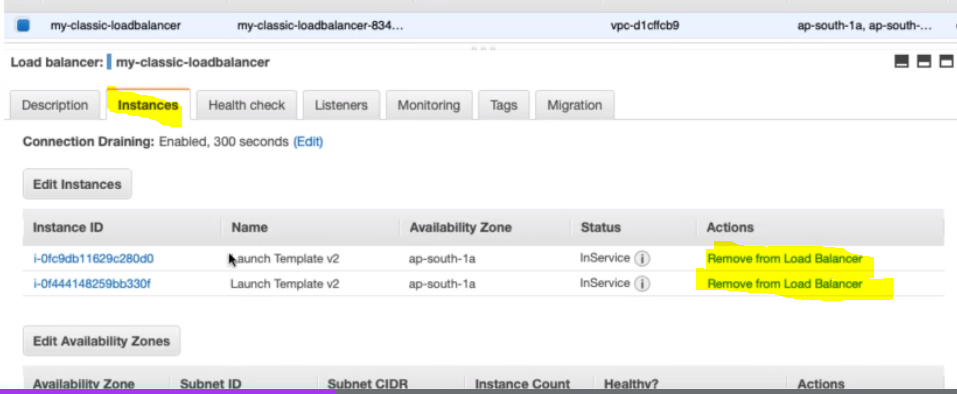 my-classic-loadbalancer my-classic-loadbalancer-834... vpc-d1cffcb9 ap-south-1a, ap-south-...
Load balancer: my-classic-loadbalancer
Description Instances Health check Listeners Monitoring Tags Migration
Connection Draining: Enabled, 300 seconds (Edit)
Edit Instances
Instance ID Name Availability Zone Status Actions
i-0fc9db11629c280d0 Launch Template v2 ap-south-1a InService i Remove from Load Balancer
i-0f444148259bb330f Launch Template v2 ap-south-1a InService i Remove from Load Balancer
Edit Availability Zones
Availability Zone Subnet ID Subnet CIDR Instance Count Healthy? Actions